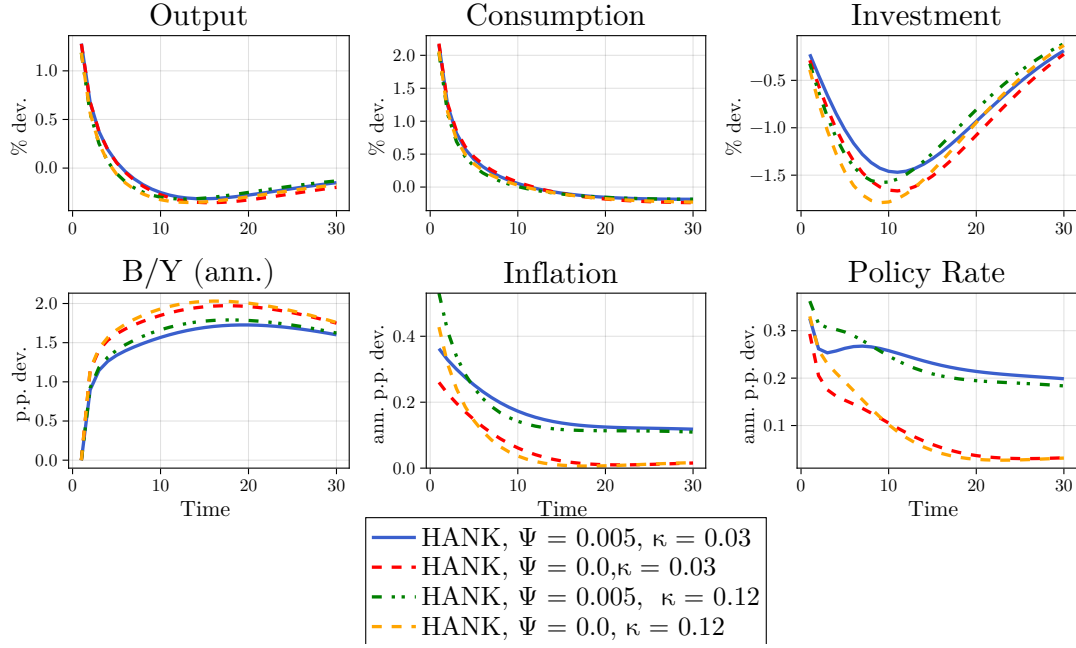 Output
Consumption
Investment
% dev.
1.0
0.5
0.0
0
10
20
30
% dev.
2.0
1.5
1.0
0.5
0.0
0
10
20
30
% dev.
−0.5
−1.0
−1.5
0
10
20
30
B/Y (ann.)
Inflation
Policy Rate
p.p. dev.
2.0
1.5
1.0
0.5
0.0
0
10
20
30
Time
ann. p.p. dev.
0.4
0.2
0.0
0
10
20
30
Time
ann. p.p. dev.
0.3
0.2
0.1
0
10
20
30
Time
HANK, Ψ = 0.005, κ = 0.03
HANK, Ψ = 0.0,κ = 0.03
HANK, Ψ = 0.005, κ = 0.12
HANK, Ψ = 0.0, κ = 0.12